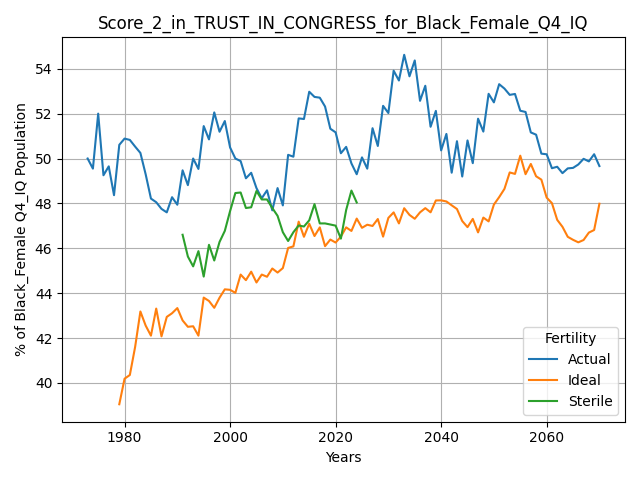 Score_2_in_TRUST_IN_CONGRESS_for_Black_Female_Q4_IQ
% of Black_Female Q4_IQ Population
54
52
50
48
46
44
42
40
1980
2000
2020
2040
2060
Years
Fertility
Actual
Ideal
Sterile